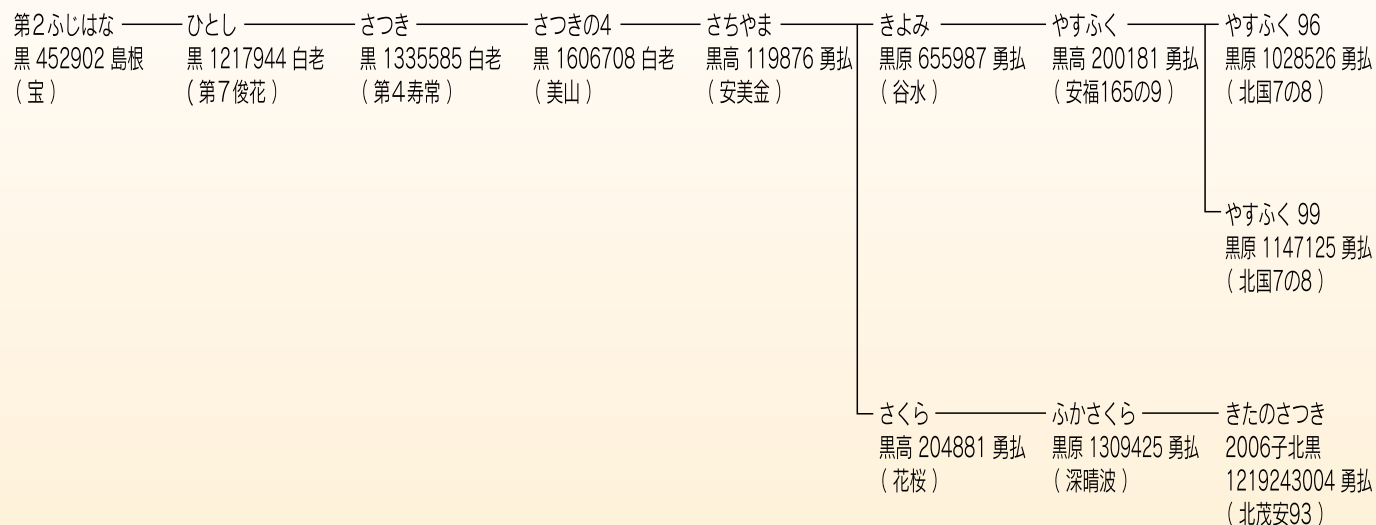 第2ふじはな
黒 452902 島根
( 宝 )
ひとし
黒 1217944 白老
( 第7俊花 )
さつき
黒 1335585 白老
( 第4寿常 )
さつきの4
黒 1606708 白老
( 美山 )
さちやま
黒高 119876 勇払
( 安美金 )
きよみ
黒原 655987 勇払
( 谷水 )
やすふく
黒高 200181 勇払
( 安福165の9 )
やすふく 96
黒原 1028526 勇払
( 北国7の8 )
やすふく 99
黒原 1147125 勇払
( 北国7の8 )
さくら
黒高 204881 勇払
( 花桜 )
ふかさくら
黒原 1309425 勇払
( 深晴波 )
きたのさつき
2006子北黒
1219243004 勇払
( 北茂安93 )